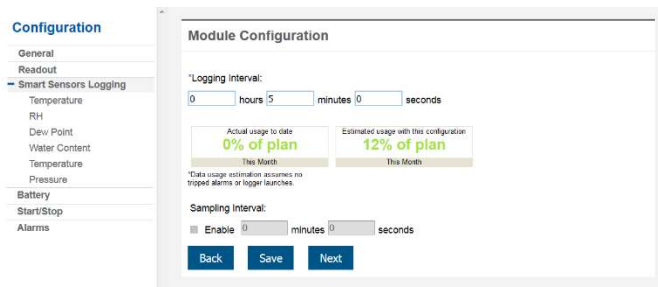 Configuration
General
Readout
Smart Sensors Logging
Temperature
RH
Dew Point
Water Content
Temperature
Pressure
Battery
Start/Stop
Alarms
Module Configuration
*Logging Interval:
0 hours 5 minutes 0 seconds
Actual usage to date
0% of plan
This Month
Estimated usage with this configuration
12% of plan
This Month
*Data usage estimation assumes no
tripped alarms or logger launches.
Sampling Interval:
Enable 0 minutes 0 seconds
Back Save Next